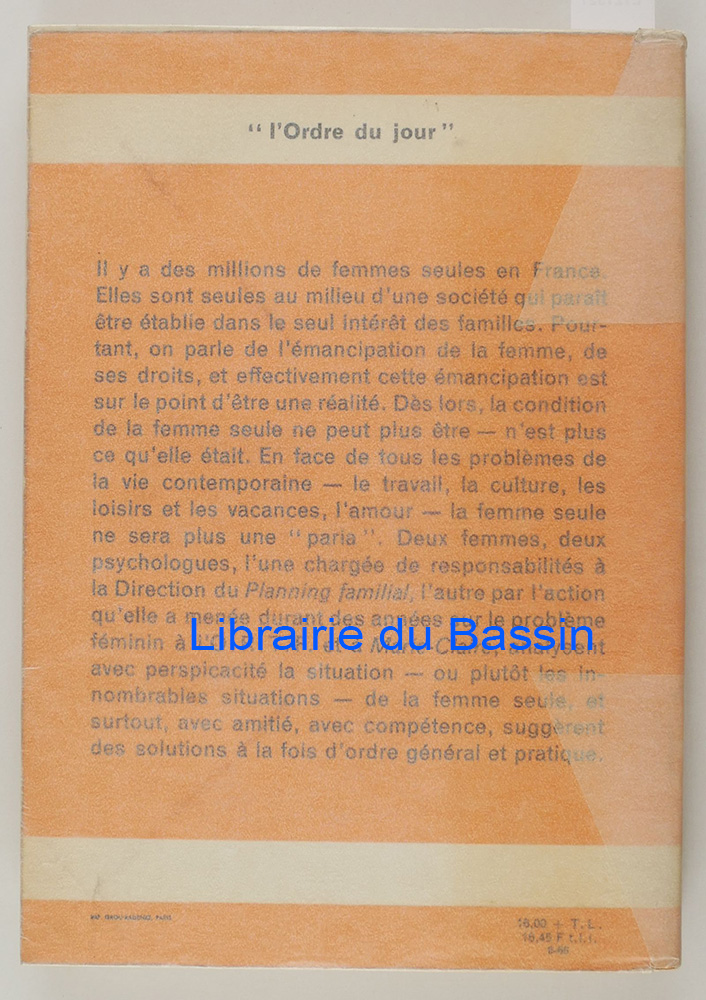 "l'Ordre du jour"
Il y a des millions de femmes seules en France.
Elles sont seules au milieu d'une société qui paraît
être établie dans le seul intérêt des familles. Pour-
tant, on parle de l'émancipation de la femme, de
ses droits, et effectivement cette émancipation est
sur le point d'être une réalité. Dès lors, la condition
de la femme seule ne peut plus être — n'est plus
ce qu'elle était. En face de tous les problèmes de
la vie contemporaine — le travail, la culture, les
loisirs et les vacances, l'amour — la femme seule
ne sera plus une "paria". Deux femmes, deux
psychologues, l'une chargée de responsabilités à
la Direction du Planning familial, l'autre par l'action
qu'elle a menée durant des années sur le problème
Librairie du Bassin
féminin à et à Marie-Claire, analysent
avec perspicacité la situation — ou plutôt les in-
nombrables situations — de la femme seule, et
surtout, avec amitié, avec compétence, suggèrent
des solutions à la fois d'ordre général et pratique.
PARIS
16,00 + T.L.
16,45 F t.l.i.